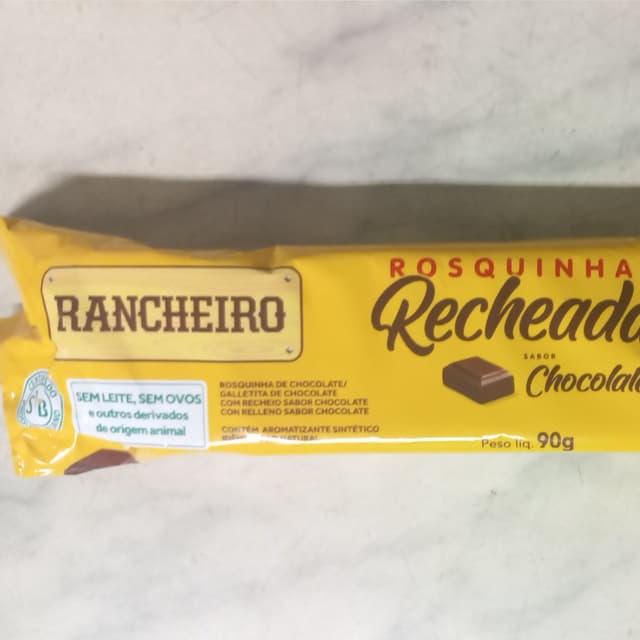 RANCHEIRO
ROSQUINHA
Recheada
SABOR
Chocolate
Peso líq. 90g
SEM LEITE, SEM OVOS
e outros derivados
de origem animal
ROSQUINHA DE CHOCOLATE/
GALLETITA DE CHOCOLATE
COM RECHEIO SABOR CHOCOLATE
CON RELLENO SABOR CHOCOLATE
CONTÉM AROMATIZANTE SINTÉTICO